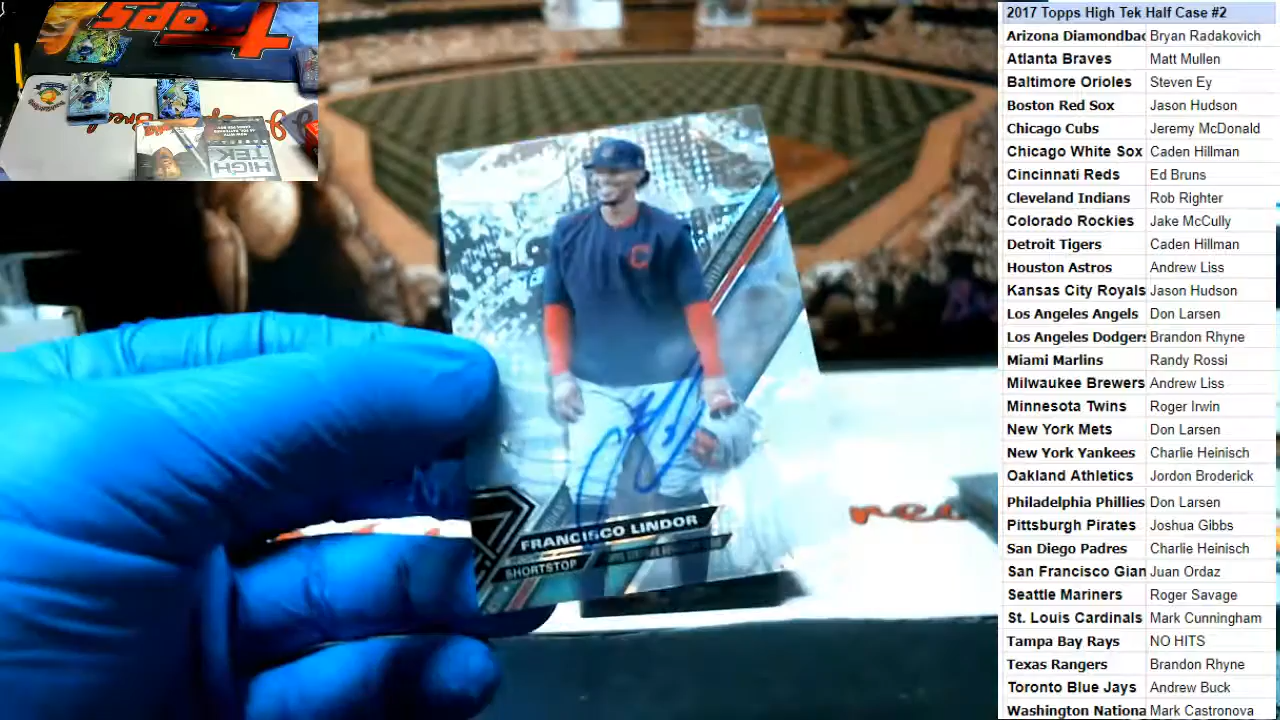 Topps
HIGH
TEK
C
FRANCISCO LINDOR
SHORTSTOP
2017 Topps High Tek Half Case #2
Arizona Diamondbac Bryan Radakovich
Atlanta Braves Matt Mullen
Baltimore Orioles Steven Ey
Boston Red Sox Jason Hudson
Chicago Cubs Jeremy McDonald
Chicago White Sox Caden Hillman
Cincinnati Reds Ed Bruns
Cleveland Indians Rob Righter
Colorado Rockies Jake McCully
Detroit Tigers Caden Hillman
Houston Astros Andrew Liss
Kansas City Royals Jason Hudson
Los Angeles Angels Don Larsen
Los Angeles Dodgers Brandon Rhyne
Miami Marlins Randy Rossi
Milwaukee Brewers Andrew Liss
Minnesota Twins Roger Irwin
New York Mets Don Larsen
New York Yankees Charlie Heinisch
Oakland Athletics Jordon Broderick
Philadelphia Phillies Don Larsen
Pittsburgh Pirates Joshua Gibbs
San Diego Padres Charlie Heinisch
San Francisco Gian Juan Ordaz
Seattle Mariners Roger Savage
St. Louis Cardinals Mark Cunningham
Tampa Bay Rays NO HITS
Texas Rangers Brandon Rhyne
Toronto Blue Jays Andrew Buck
Washington Nationa Mark Castronova